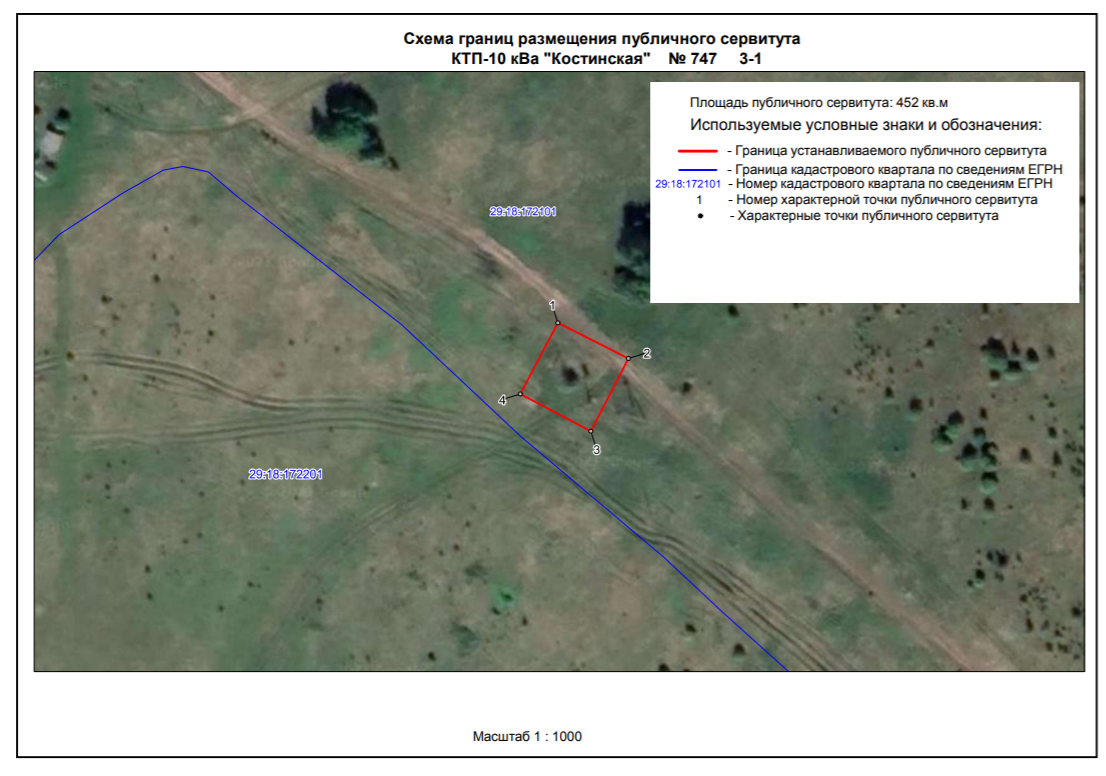 Схема границ размещения публичного сервитута
КТП-10 кВа "Костинская" № 747 3-1
Площадь публичного сервитута: 452 кв.м
Используемые условные знаки и обозначения:
- Граница устанавливаемого публичного сервитута
- Граница кадастрового квартала по сведениям ЕГРН
29:18:172101 - Номер кадастрового квартала по сведениям ЕГРН
1 - Номер характерной точки публичного сервитута
- Характерные точки публичного сервитута
29:18:172101
1
2
4
3
29:18:172201
Масштаб 1 : 1000